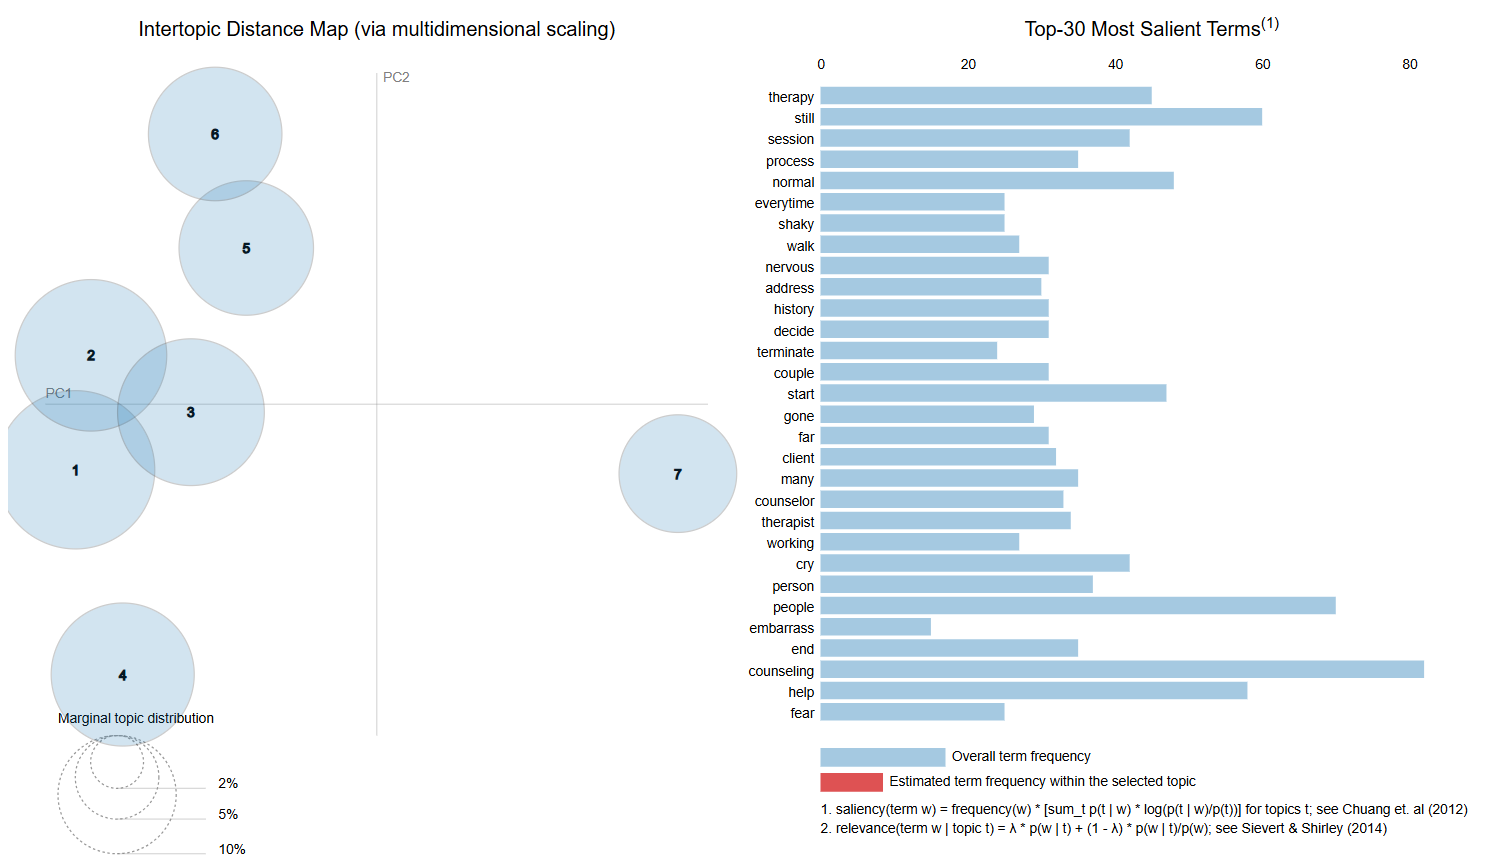 Intertopic Distance Map (via multidimensional scaling)
PC2
6
5
2
PC1
3
1
7
4
Marginal topic distribution
2%
5%
10%
Top-30 Most Salient Terms(1)
0 20 40 60 80
therapy
still
session
process
normal
everytime
shaky
walk
nervous
address
history
decide
terminate
couple
start
gone
far
client
many
counselor
therapist
working
cry
person
people
embarrass
end
counseling
help
fear
Overall term frequency
Estimated term frequency within the selected topic
1. saliency(term w) = frequency(w) * [sum_t p(t | w) * log(p(t | w)/p(t))] for topics t; see Chuang et. al (2012)
2. relevance(term w | topic t) = λ * p(w | t) + (1 - λ) * p(w | t)/p(w); see Sievert & Shirley (2014)